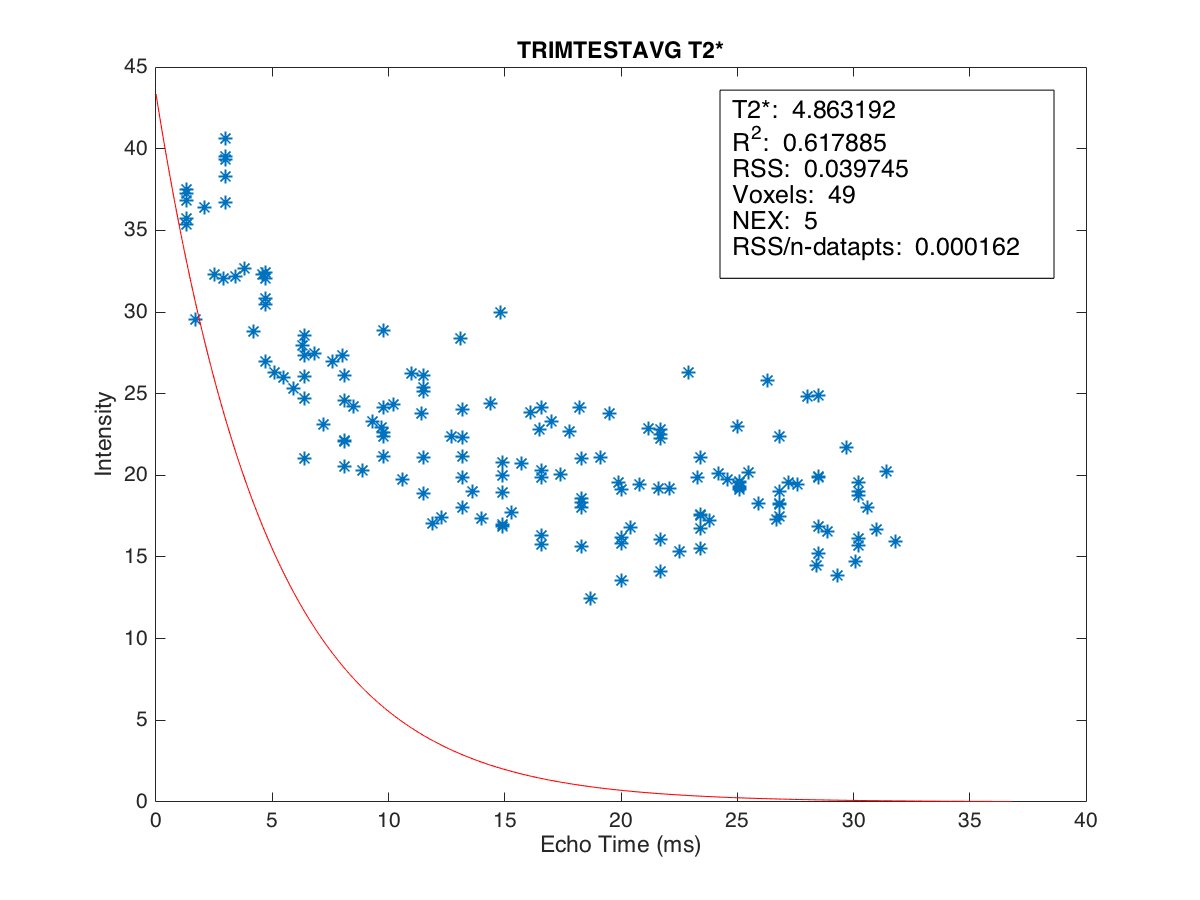 TRIMTESTAVG T2*
T2*: 4.863192
R²: 0.617885
RSS: 0.039745
Voxels: 49
NEX: 5
RSS/n-datapts: 0.000162
Intensity
45
40
35
30
25
20
15
10
5
0
0 5 10 15 20 25 30 35 40
Echo Time (ms)